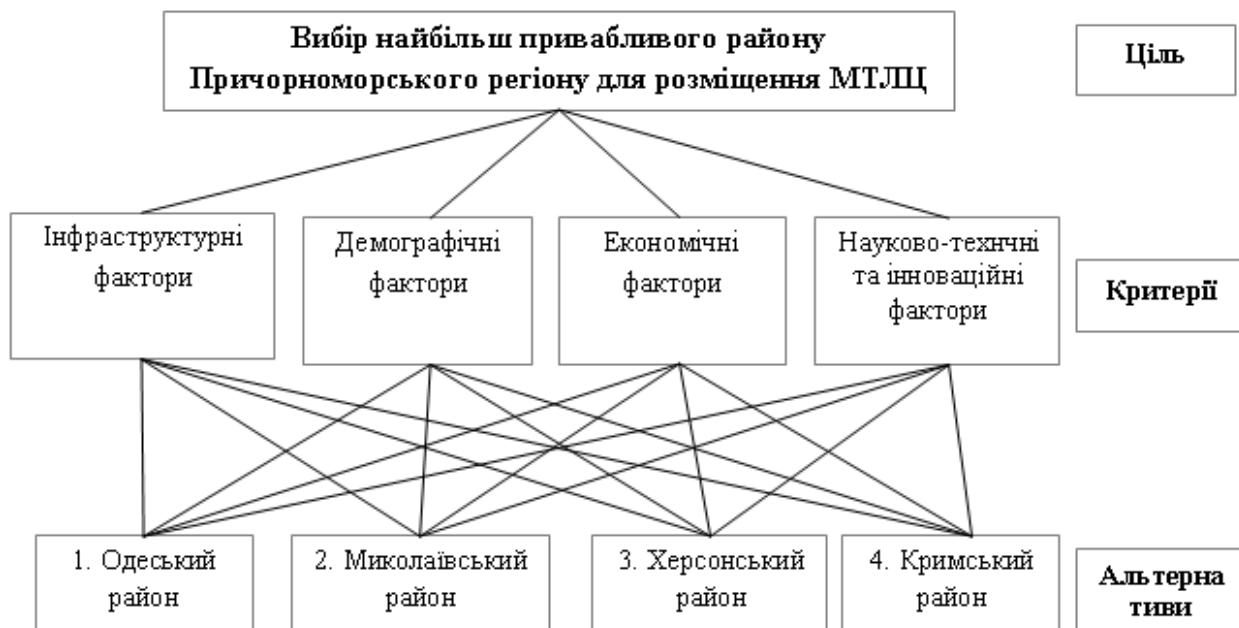 Вибір найбільш привабливого району
Причорноморського регіону для розміщення МТЛЦ
Ціль
Інфраструктурні
фактори
Демографічні
фактори
Економічні
фактори
Науково-технчні
та інноваційні
фактори
Критерії
1. Одеський
район
2. Миколаївський
район
3. Херсонський
район
4. Кримський
район
Альтерна
тиви